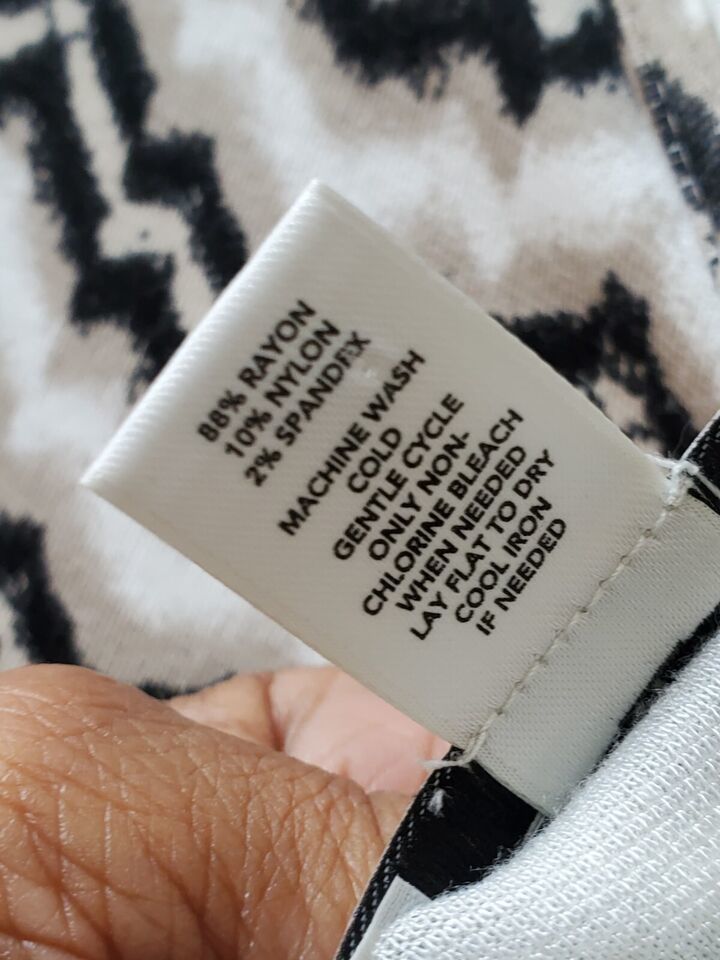 88% RAYON
10% NYLON
2% SPANDEX
MACHINE WASH
COLD
GENTLE CYCLE
ONLY NON-
CHLORINE BLEACH
WHEN NEEDED
LAY FLAT TO DRY
COOL IRON
IF NEEDED